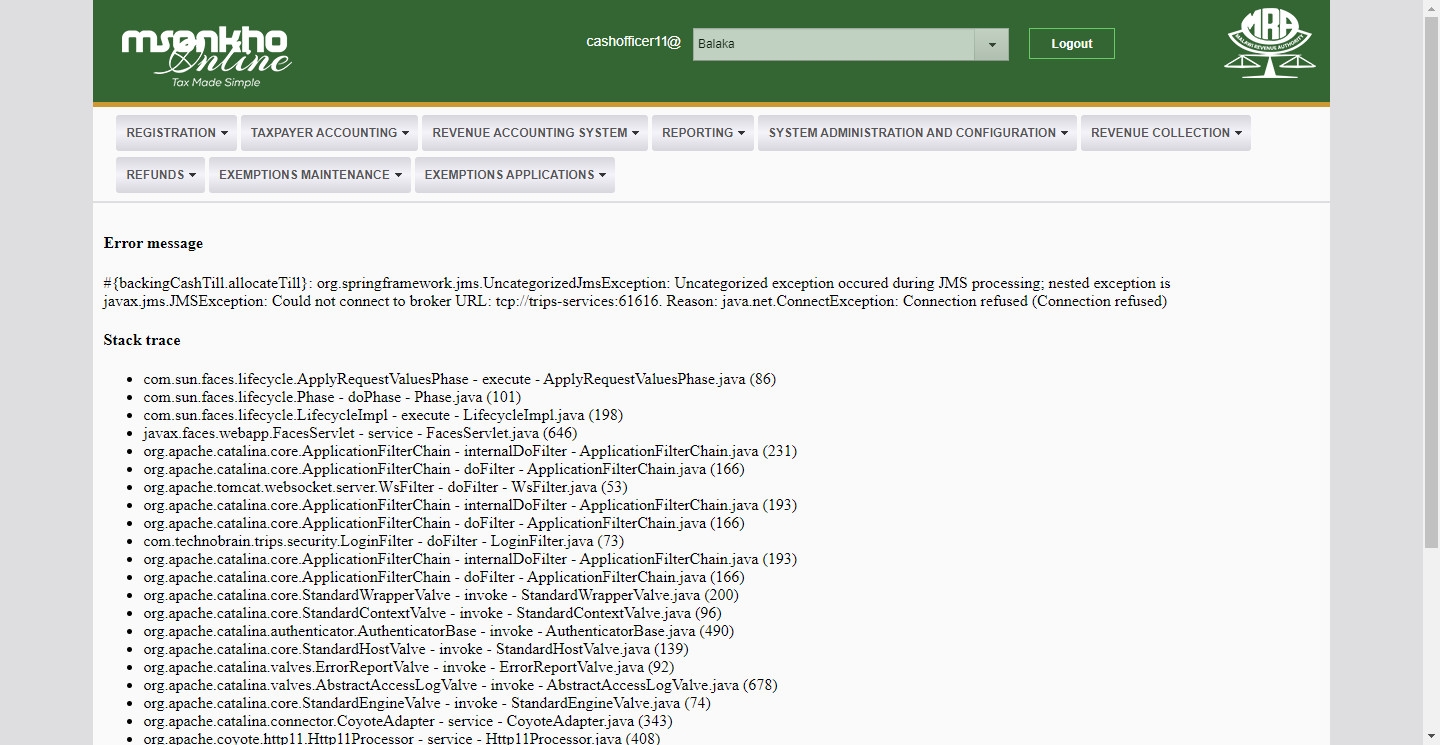 msonkho
Online
Tax Made Simple
cashofficer11@
Balaka
Logout
MRA
MALAWI REVENUE AUTHORITY
REGISTRATION
TAXPAYER ACCOUNTING
REVENUE ACCOUNTING SYSTEM
REPORTING
SYSTEM ADMINISTRATION AND CONFIGURATION
REVENUE COLLECTION
REFUNDS
EXEMPTIONS MAINTENANCE
EXEMPTIONS APPLICATIONS
Error message
#{backingCashTill.allocateTill}: org.springframework.jms.UncategorizedJmsException: Uncategorized exception occured during JMS processing; nested exception is
javax.jms.JMSException: Could not connect to broker URL: tcp://trips-services:61616. Reason: java.net.ConnectException: Connection refused (Connection refused)
Stack trace
• com.sun.faces.lifecycle.ApplyRequestValuesPhase - execute - ApplyRequestValuesPhase.java (86)
• com.sun.faces.lifecycle.Phase - doPhase - Phase.java (101)
• com.sun.faces.lifecycle.LifecycleImpl - execute - LifecycleImpl.java (198)
• javax.faces.webapp.FacesServlet - service - FacesServlet.java (646)
• org.apache.catalina.core.ApplicationFilterChain - internalDoFilter - ApplicationFilterChain.java (231)
• org.apache.catalina.core.ApplicationFilterChain - doFilter - ApplicationFilterChain.java (166)
• org.apache.tomcat.websocket.server.WsFilter - doFilter - WsFilter.java (53)
• org.apache.catalina.core.ApplicationFilterChain - internalDoFilter - ApplicationFilterChain.java (193)
• org.apache.catalina.core.ApplicationFilterChain - doFilter - ApplicationFilterChain.java (166)
• com.technobrain.trips.security.LoginFilter - doFilter - LoginFilter.java (73)
• org.apache.catalina.core.ApplicationFilterChain - internalDoFilter - ApplicationFilterChain.java (193)
• org.apache.catalina.core.ApplicationFilterChain - doFilter - ApplicationFilterChain.java (166)
• org.apache.catalina.core.StandardWrapperValve - invoke - StandardWrapperValve.java (200)
• org.apache.catalina.core.StandardContextValve - invoke - StandardContextValve.java (96)
• org.apache.catalina.authenticator.AuthenticatorBase - invoke - AuthenticatorBase.java (490)
• org.apache.catalina.core.StandardHostValve - invoke - StandardHostValve.java (139)
• org.apache.catalina.valves.ErrorReportValve - invoke - ErrorReportValve.java (92)
• org.apache.catalina.valves.AbstractAccessLogValve - invoke - AbstractAccessLogValve.java (678)
• org.apache.catalina.core.StandardEngineValve - invoke - StandardEngineValve.java (74)
• org.apache.catalina.connector.CoyoteAdapter - service - CoyoteAdapter.java (343)
• org.apache.coyote.http11.Http11Processor - service - Http11Processor.java (408)